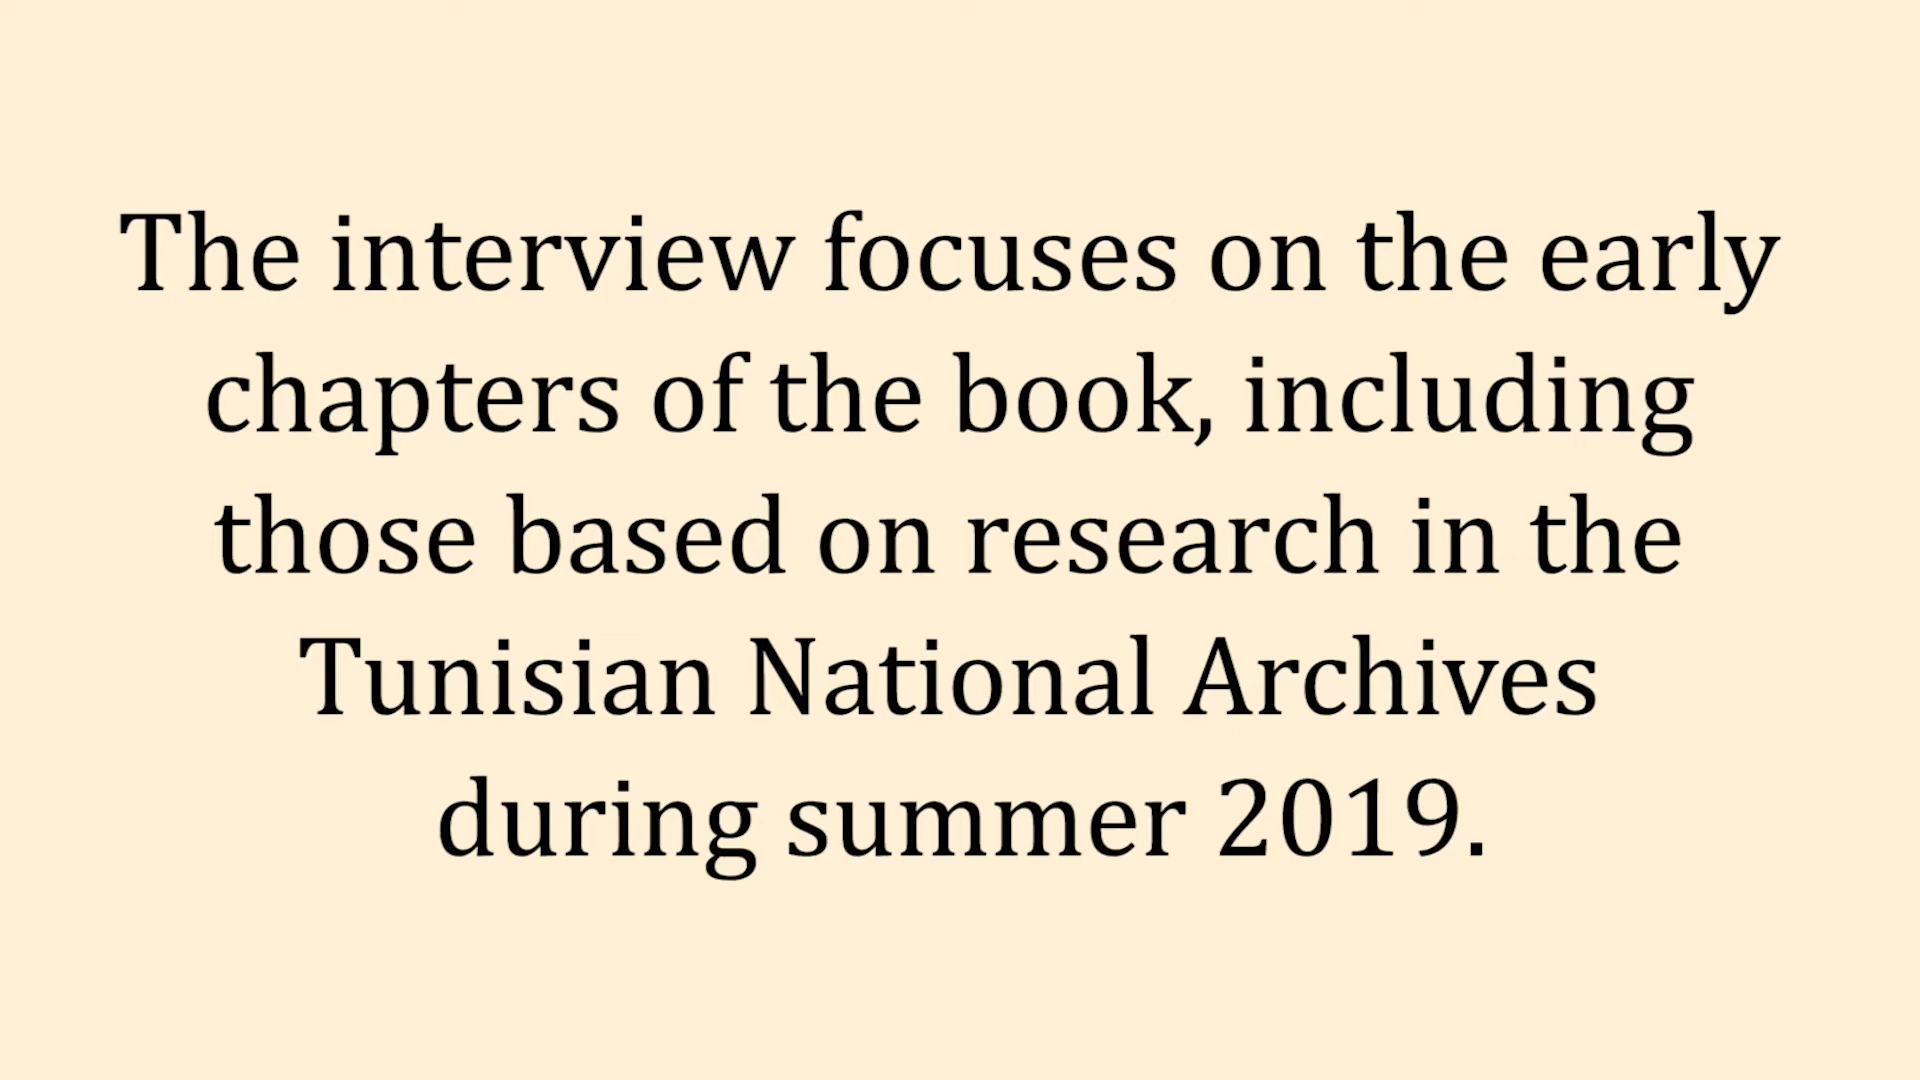 The interview focuses on the early
chapters of the book, including
those based on research in the
Tunisian National Archives
during summer 2019.